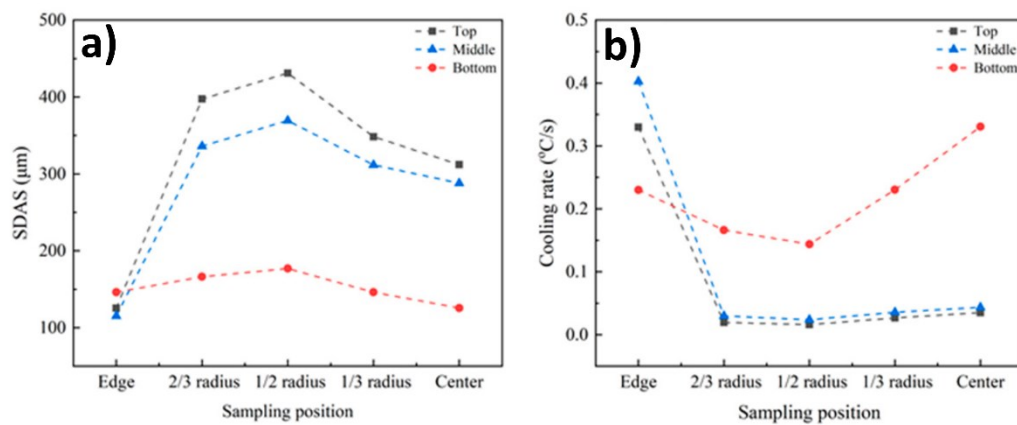 a)
Top
Middle
Bottom
500
400
300
200
100
SDAS (μm)
Edge 2/3 radius 1/2 radius 1/3 radius Center
Sampling position
b)
Top
Middle
Bottom
0.5
0.4
0.3
0.2
0.1
0.0
Cooling rate (°C/s)
Edge 2/3 radius 1/2 radius 1/3 radius Center
Sampling position